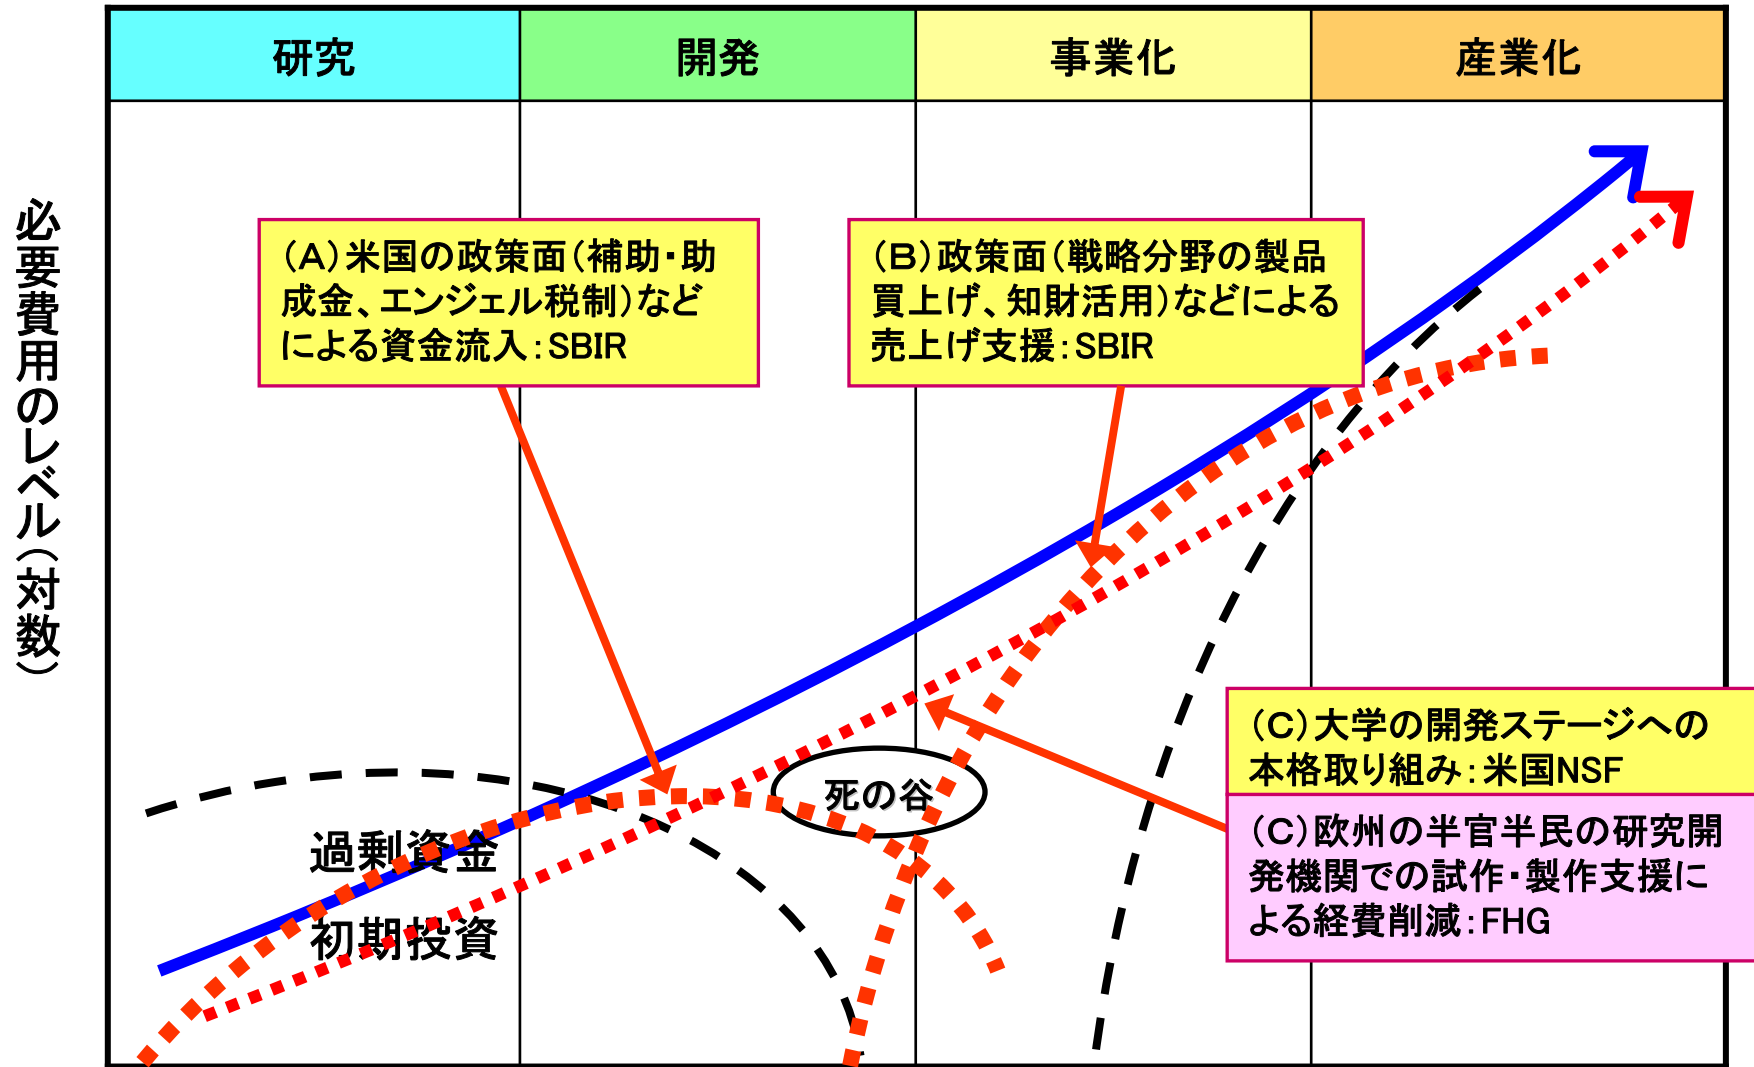 研究
開発
事業化
産業化
必要費用のレベル（対数）
（A）米国の政策面（補助・助
成金、エンジェル税制）など
による資金流入：SBIR
（B）政策面（戦略分野の製品
買上げ、知財活用）などによる
売上げ支援：SBIR
（C）大学の開発ステージへの
本格取り組み：米国NSF
死の谷
（C）欧州の半官半民の研究開
発機関での試作・製作支援に
よる経費削減：FHG
過剰資金
初期投資